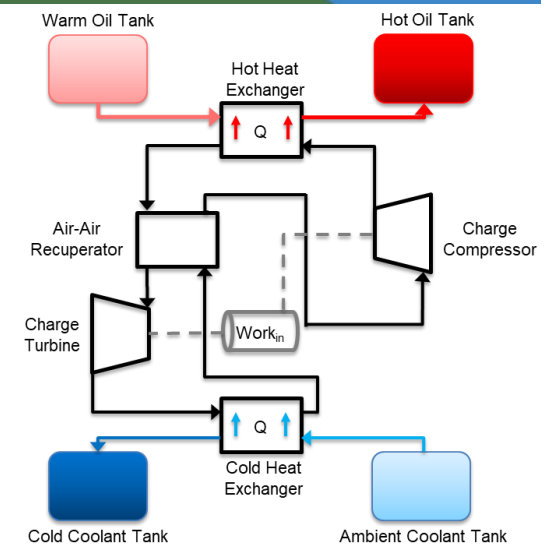 Warm Oil Tank
Hot Oil Tank
Hot Heat
Exchanger
Q
Air-Air
Recuperator
Charge
Compressor
Charge
Turbine
Workin
Q
Cold Heat
Exchanger
Cold Coolant Tank
Ambient Coolant Tank